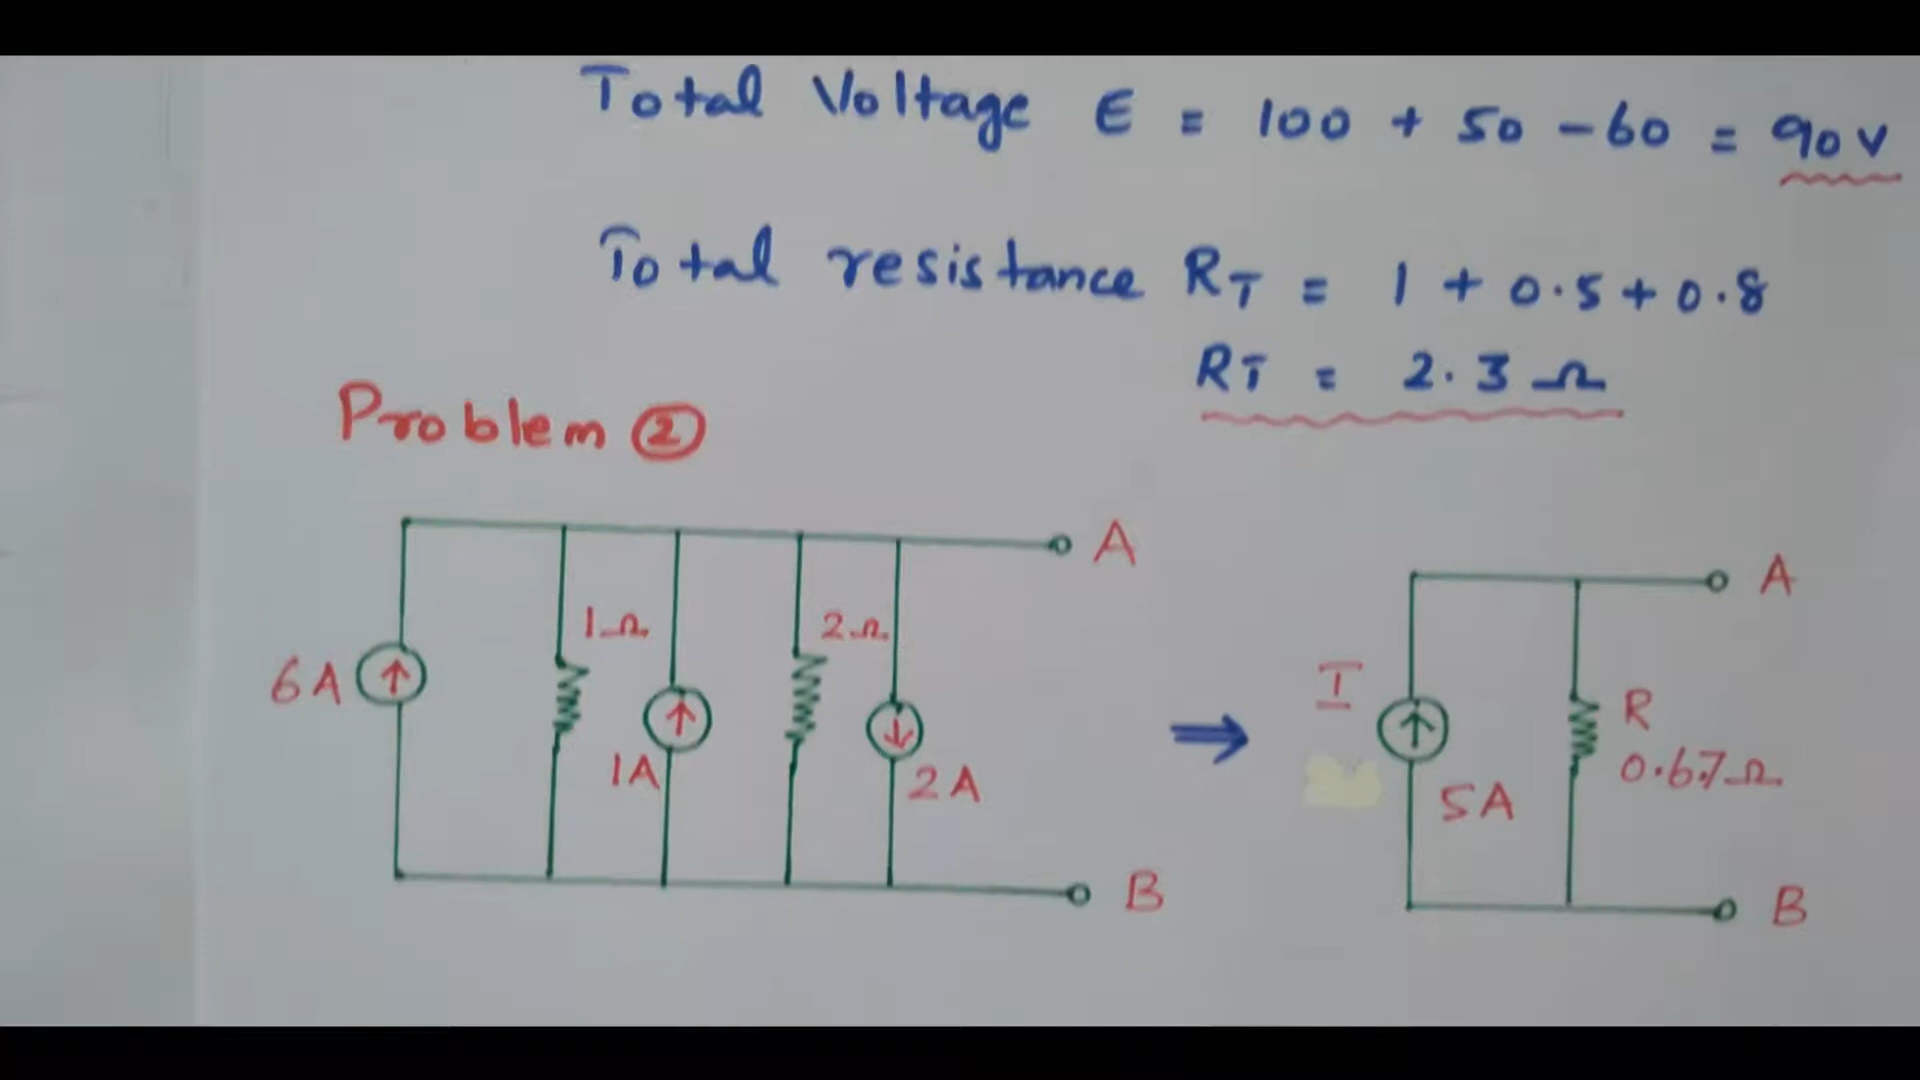 Total Voltage E = 100 + 50 - 60 = 90V
Total resistance RT = 1 + 0.5 + 0.8
RT = 2.3 Ω
Problem ②
A
1Ω
2Ω
6A
1A
2A
B
⇒
A
I
R
0.67Ω
5A
B